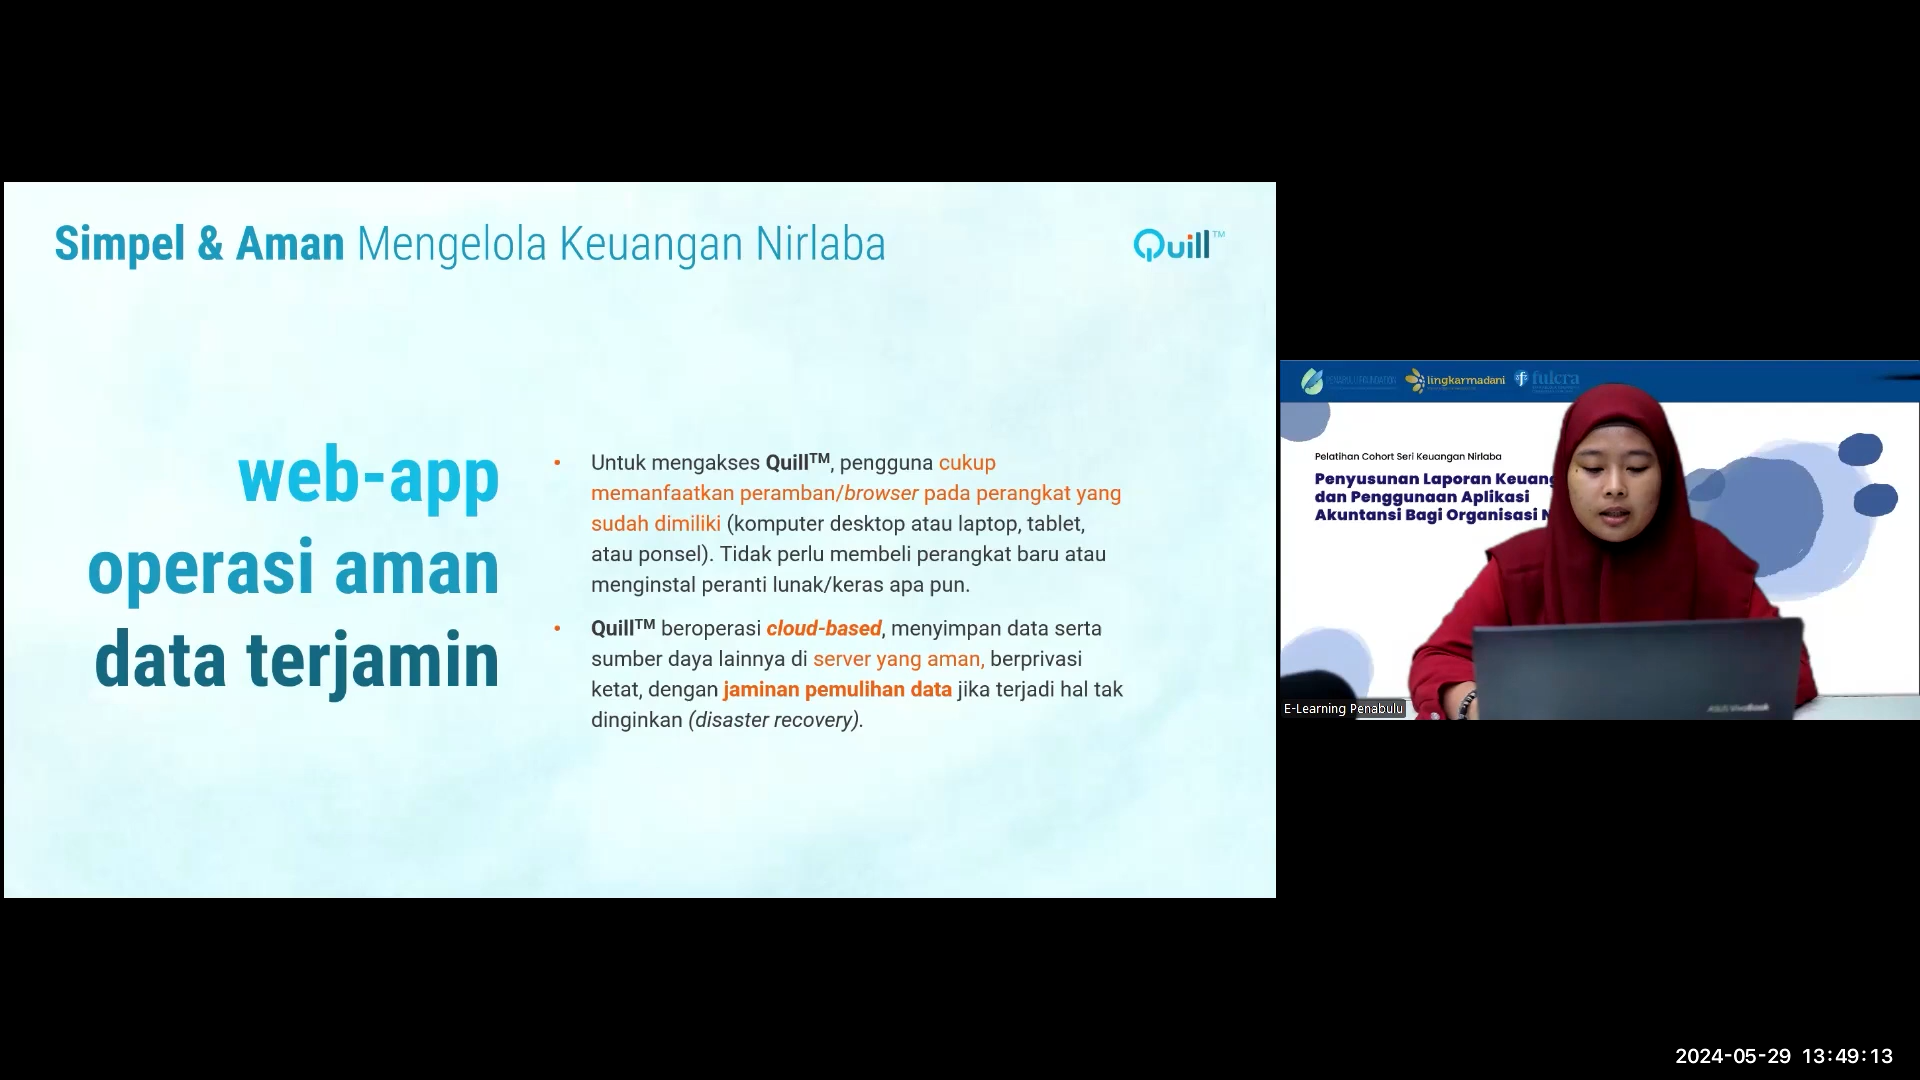 Simpel & Aman Mengelola Keuangan Nirlaba
Quill™
web-app
operasi aman
data terjamin
• Untuk mengakses Quill™, pengguna cukup
memanfaatkan peramban/browser pada perangkat yang
sudah dimiliki (komputer desktop atau laptop, tablet,
atau ponsel). Tidak perlu membeli perangkat baru atau
menginstal peranti lunak/keras apa pun.
• Quill™ beroperasi cloud-based, menyimpan data serta
sumber daya lainnya di server yang aman, berprivasi
ketat, dengan jaminan pemulihan data jika terjadi hal tak
dinginkan (disaster recovery).
PENABULU FOUNDATION
lingkarmadani
fulcra
Pelatihan Cohort Seri Keuangan Nirlaba
Penyusunan Laporan Keuang
dan Penggunaan Aplikasi
Akuntansi Bagi Organisasi N
ASUS VivoBook
E-Learning Penabulu
2024-05-29 13:49:13